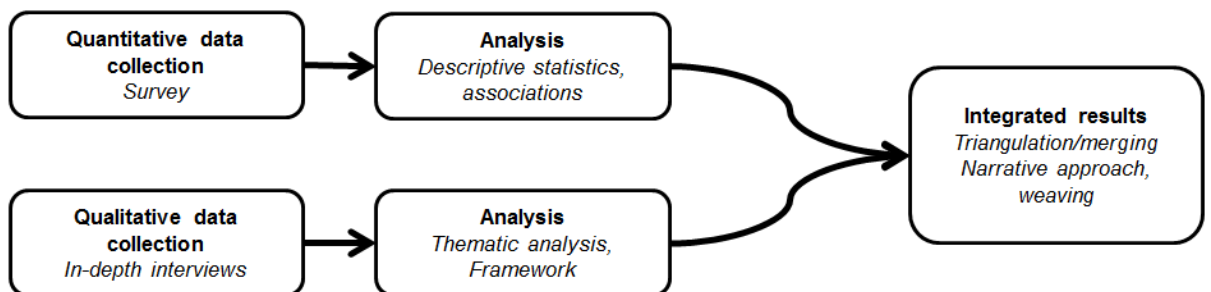 Quantitative data
collection
Survey
Analysis
Descriptive statistics,
associations
Integrated results
Triangulation/merging
Narrative approach,
weaving
Qualitative data
collection
In-depth interviews
Analysis
Thematic analysis,
Framework